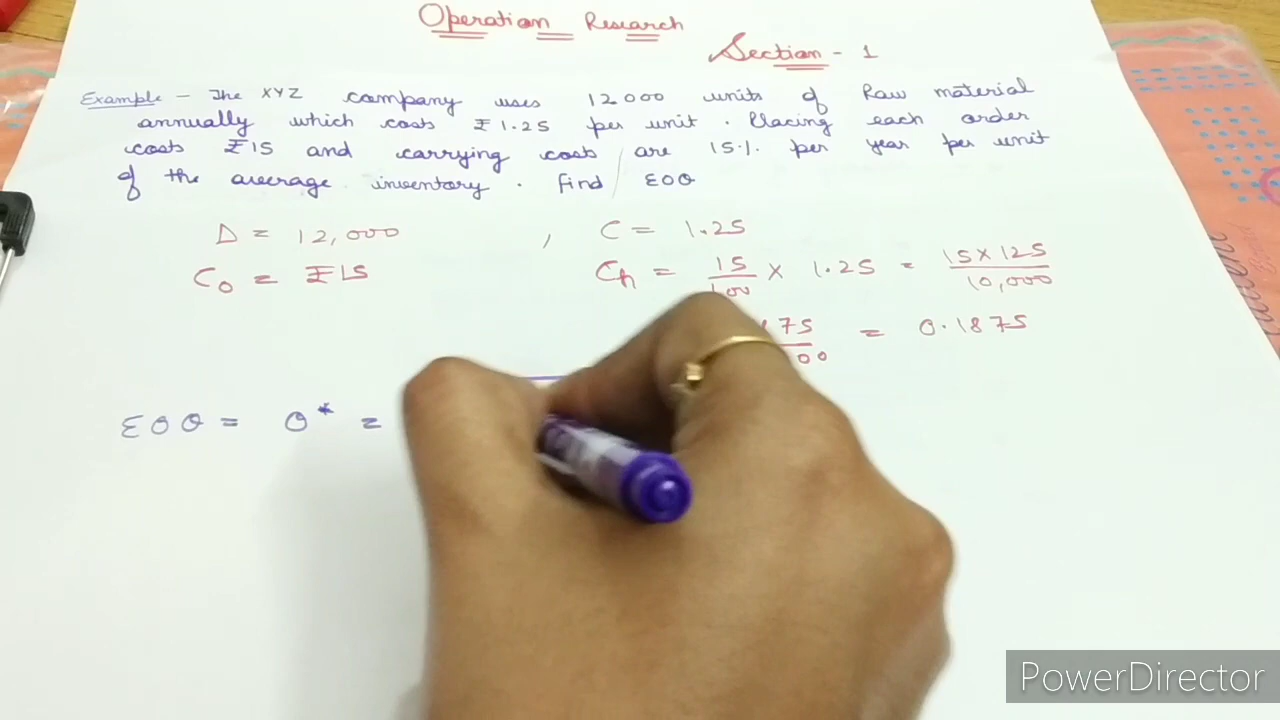 Operation Research
Section - 1
Example - The XYZ company uses 12000 units of Raw material
annually which costs ₹1.25 per unit. Placing each order
costs ₹15 and carrying costs are 15% per year per unit
of the average inventory. Find EOQ
D = 12,000 , C = 1.25
Co = ₹15 Ch = 15/100 × 1.25 = 15×125/10,000
75/00 = 0.1875
EOQ = Q* =
PowerDirector